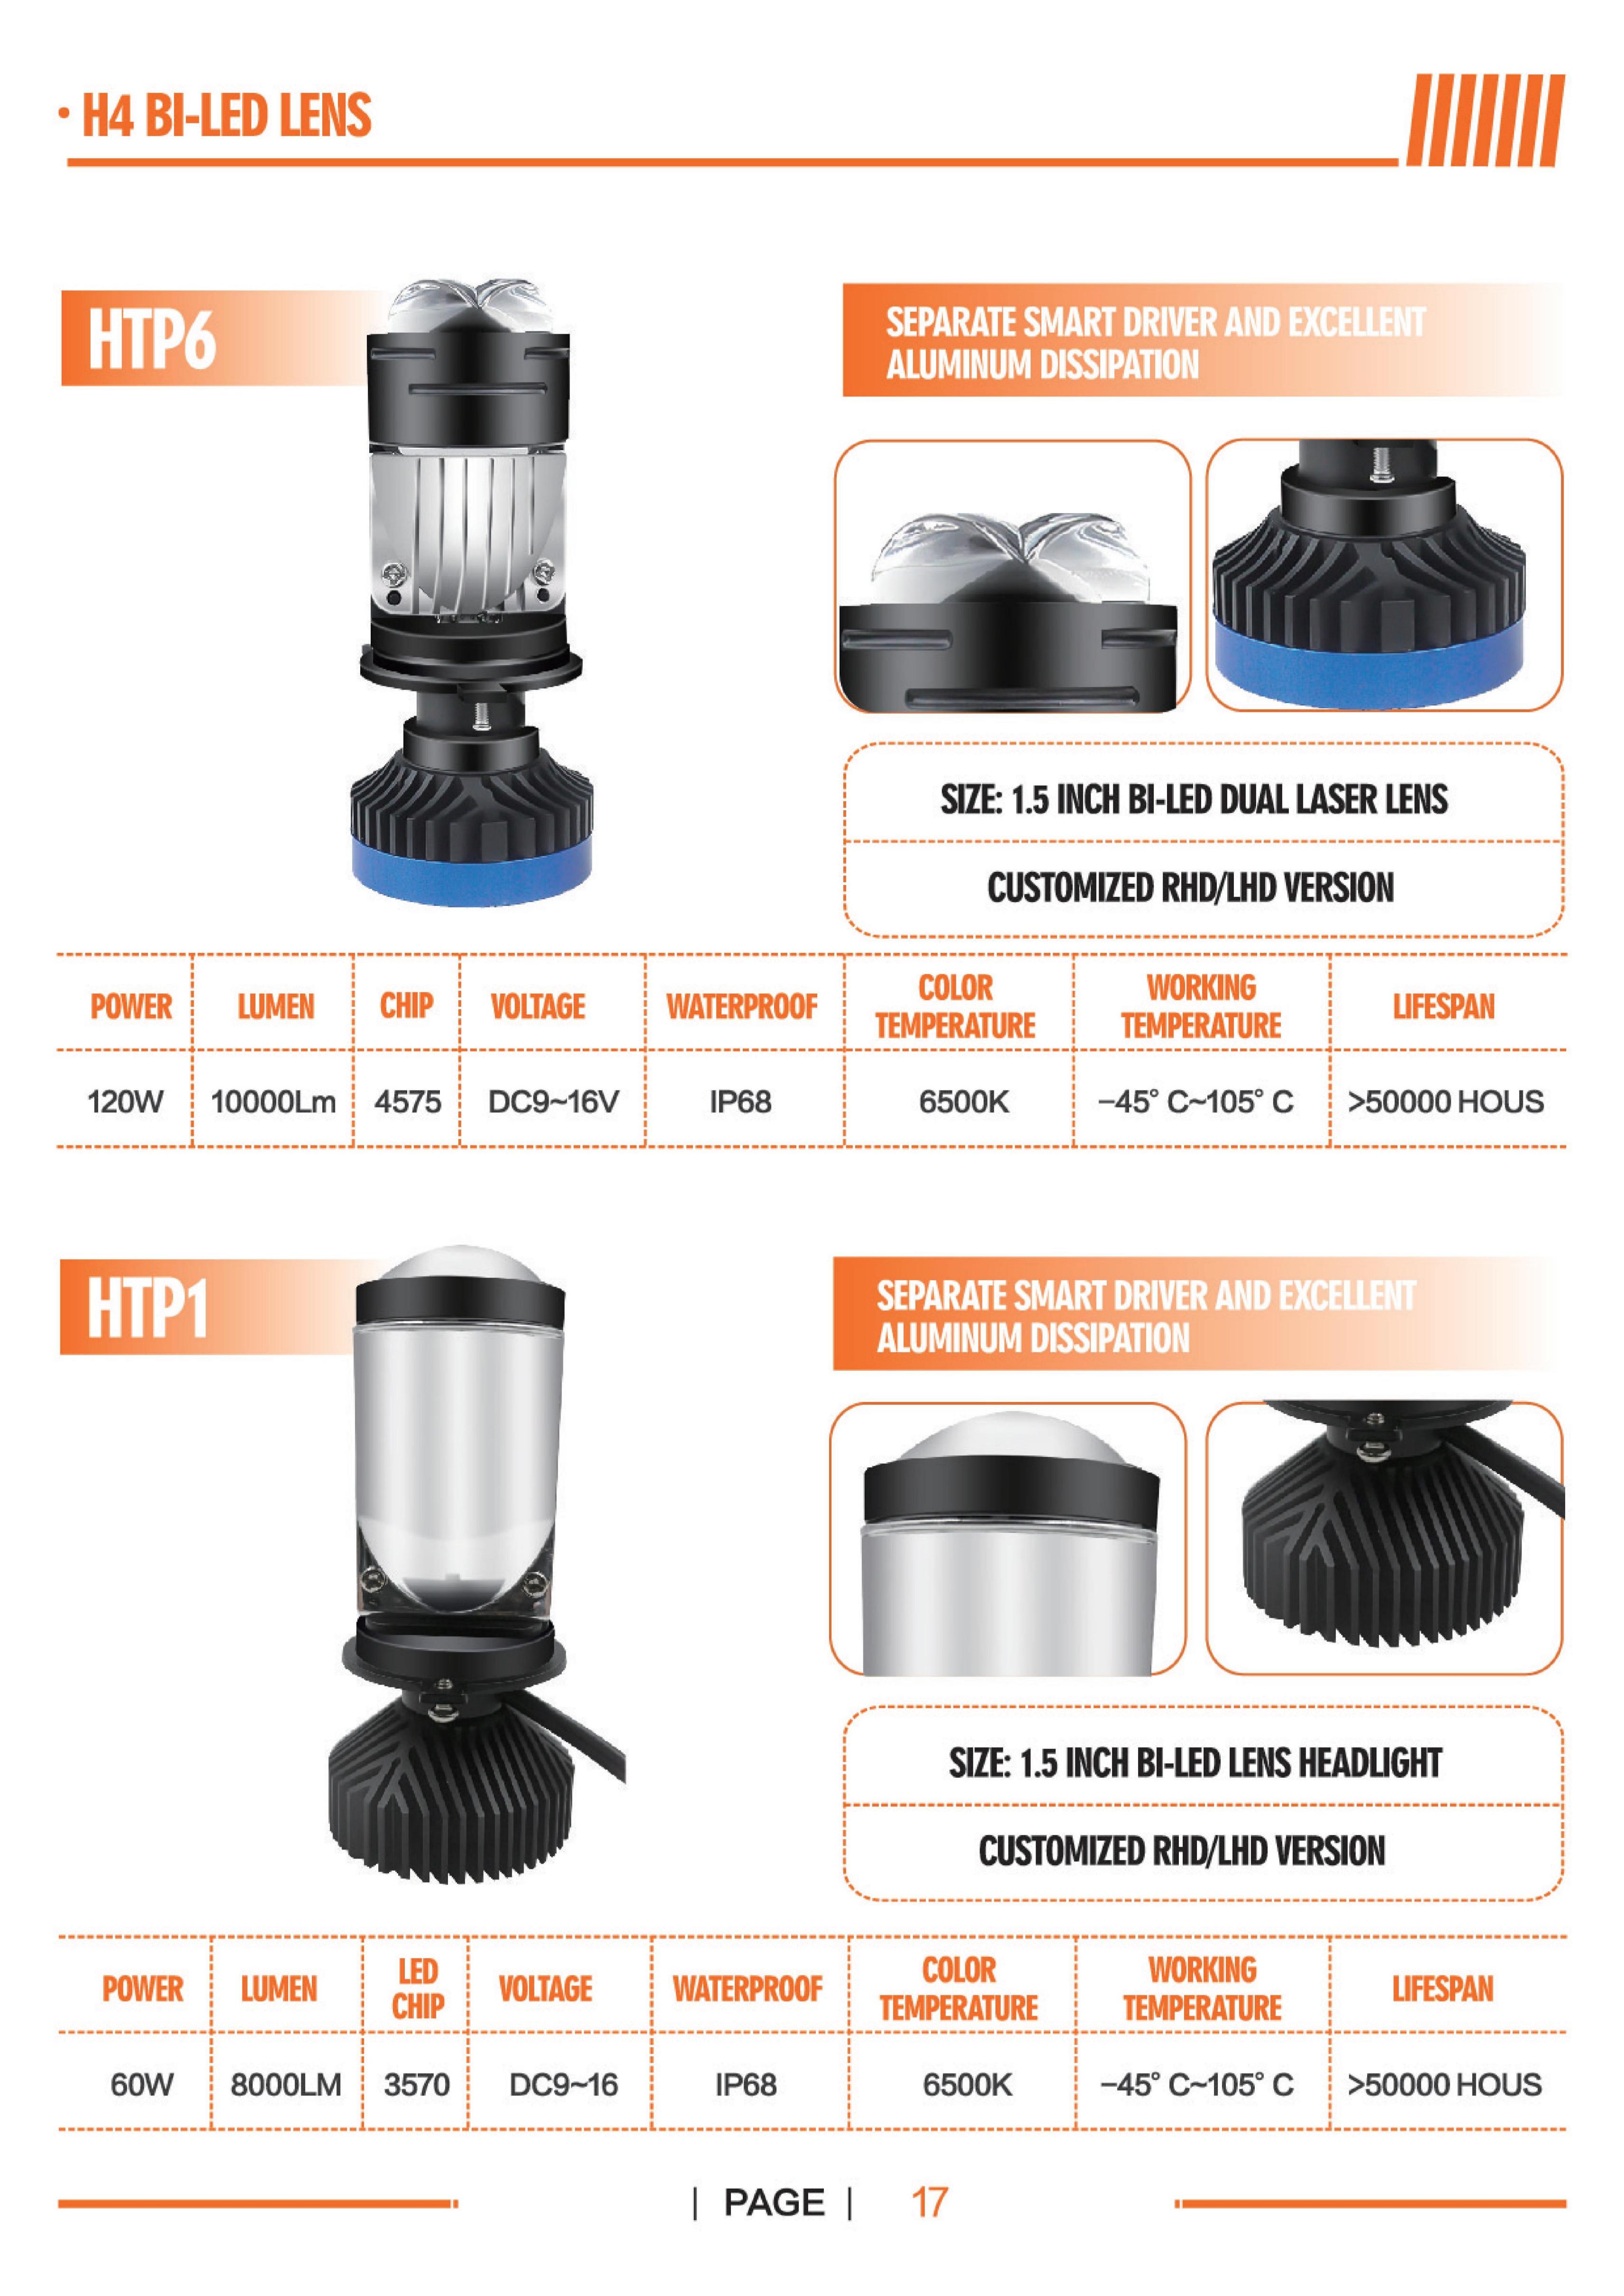 · H4 BI-LED LENS
HTP6
SEPARATE SMART DRIVER AND EXCELLENT
ALUMINUM DISSIPATION
SIZE: 1.5 INCH BI-LED DUAL LASER LENS
CUSTOMIZED RHD/LHD VERSION
POWER LUMEN CHIP VOLTAGE WATERPROOF COLOR TEMPERATURE WORKING TEMPERATURE LIFESPAN
120W 10000Lm 4575 DC9~16V IP68 6500K −45° C~105° C >50000 HOUS
HTP1
SEPARATE SMART DRIVER AND EXCELLENT
ALUMINUM DISSIPATION
SIZE: 1.5 INCH BI-LED LENS HEADLIGHT
CUSTOMIZED RHD/LHD VERSION
POWER LUMEN LED CHIP VOLTAGE WATERPROOF COLOR TEMPERATURE WORKING TEMPERATURE LIFESPAN
60W 8000LM 3570 DC9~16 IP68 6500K −45° C~105° C >50000 HOUS
| PAGE | 17